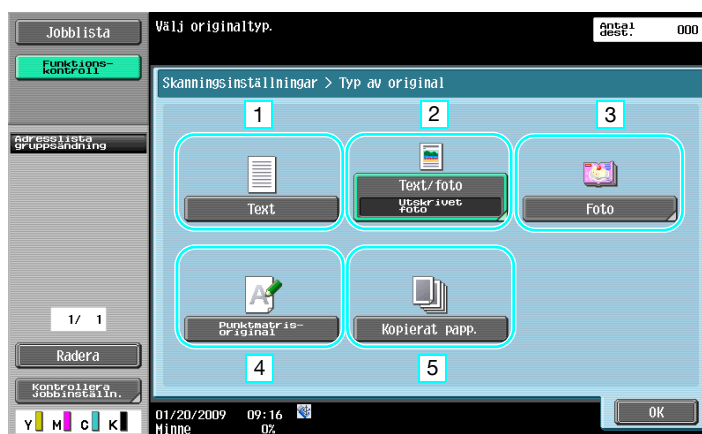 Jobblista
Funktions-
kontroll
Adresslista
gruppsändning
1/ 1
Radera
Kontrollera
Jobbinställn.
Y M C K
Välj originaltyp.
Antal
dest. 000
Skanningsinställningar > Typ av original
1
2
3
Text
Text/foto
Utskrivet
foto
Foto
A
Punktmatris-
original
Kopierat papp.
4
5
01/20/2009 09:16
Minne 0%
OK